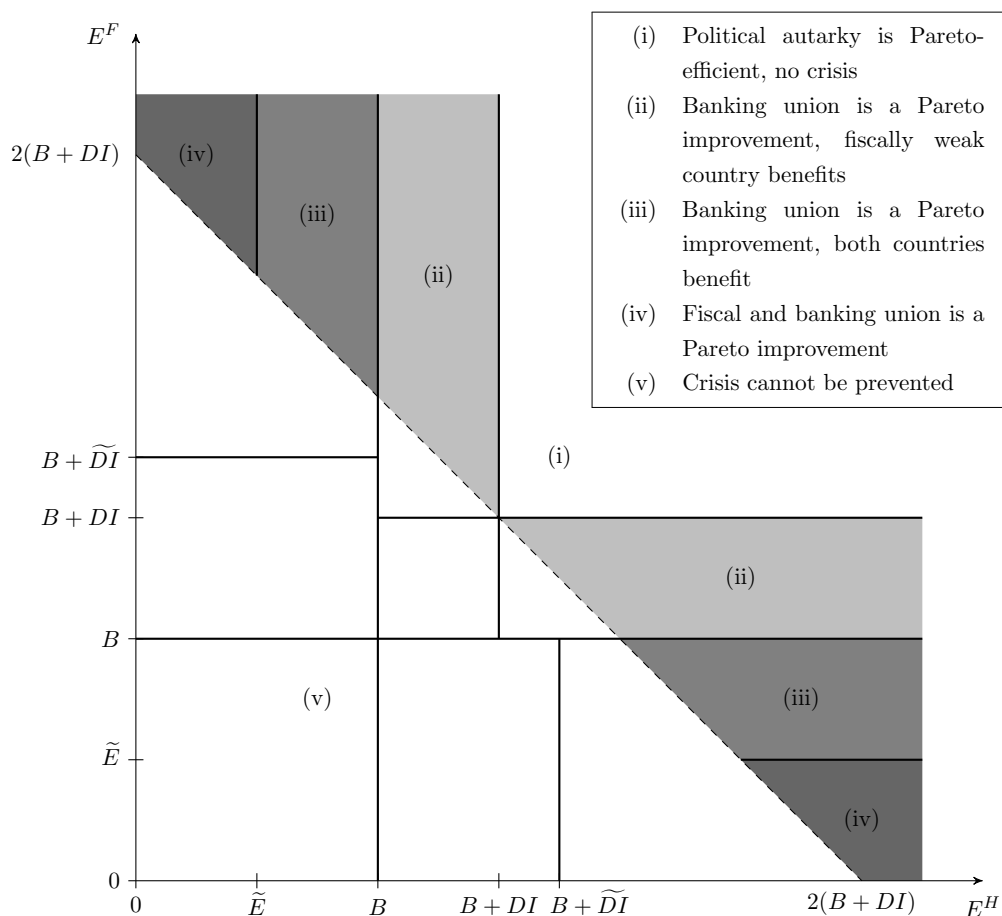 E^F
(i) Political autarky is Pareto-
efficient, no crisis
(ii) Banking union is a Pareto
improvement, fiscally weak
country benefits
(iii) Banking union is a Pareto
improvement, both countries
benefit
(iv) Fiscal and banking union is a
Pareto improvement
(v) Crisis cannot be prevented
2(B + DI)
(iv)
(iii)
(ii)
B + \widetilde{DI}
(i)
B + DI
(ii)
B
(v)
(iii)
\widetilde{E}
(iv)
0
0
\widetilde{E}
B
B + DI
B + \widetilde{DI}
2(B + DI)
E^H